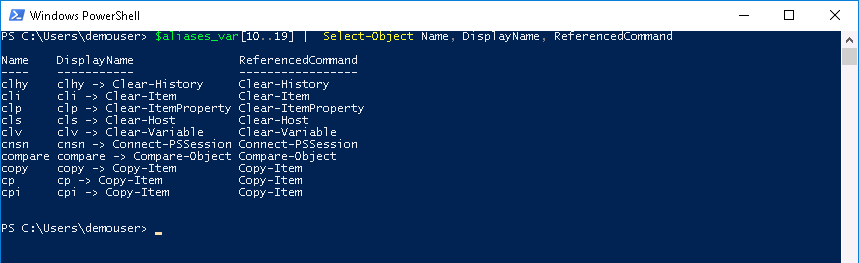 Windows PowerShell
PS C:\Users\demouser> $aliases_var[10..19] |  Select-Object Name, DisplayName, ReferencedCommand
Name    DisplayName               ReferencedCommand
----    -----------               -----------------
clhy    clhy -> Clear-History     Clear-History
cli     cli -> Clear-Item         Clear-Item
clp     clp -> Clear-ItemProperty Clear-ItemProperty
cls     cls -> Clear-Host         Clear-Host
clv     clv -> Clear-Variable     Clear-Variable
cnsn    cnsn -> Connect-PSSession Connect-PSSession
compare compare -> Compare-Object Compare-Object
copy    copy -> Copy-Item         Copy-Item
cp      cp -> Copy-Item           Copy-Item
cpi     cpi -> Copy-Item          Copy-Item
PS C:\Users\demouser>